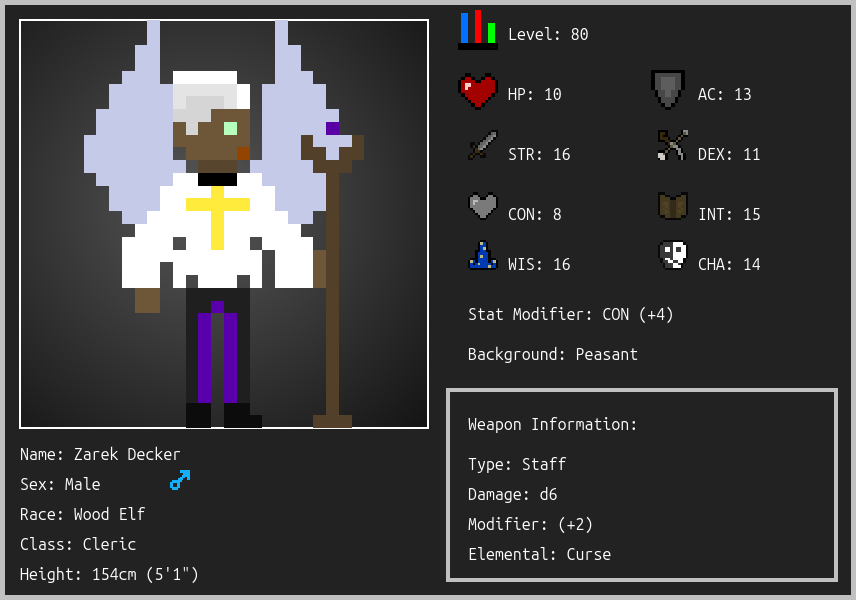 Level: 80
HP: 10
AC: 13
STR: 16
DEX: 11
CON: 8
INT: 15
WIS: 16
CHA: 14
Stat Modifier: CON (+4)
Background: Peasant
Weapon Information:
Type: Staff
Damage: d6
Modifier: (+2)
Elemental: Curse
Name: Zarek Decker
Sex: Male
Race: Wood Elf
Class: Cleric
Height: 154cm (5'1")